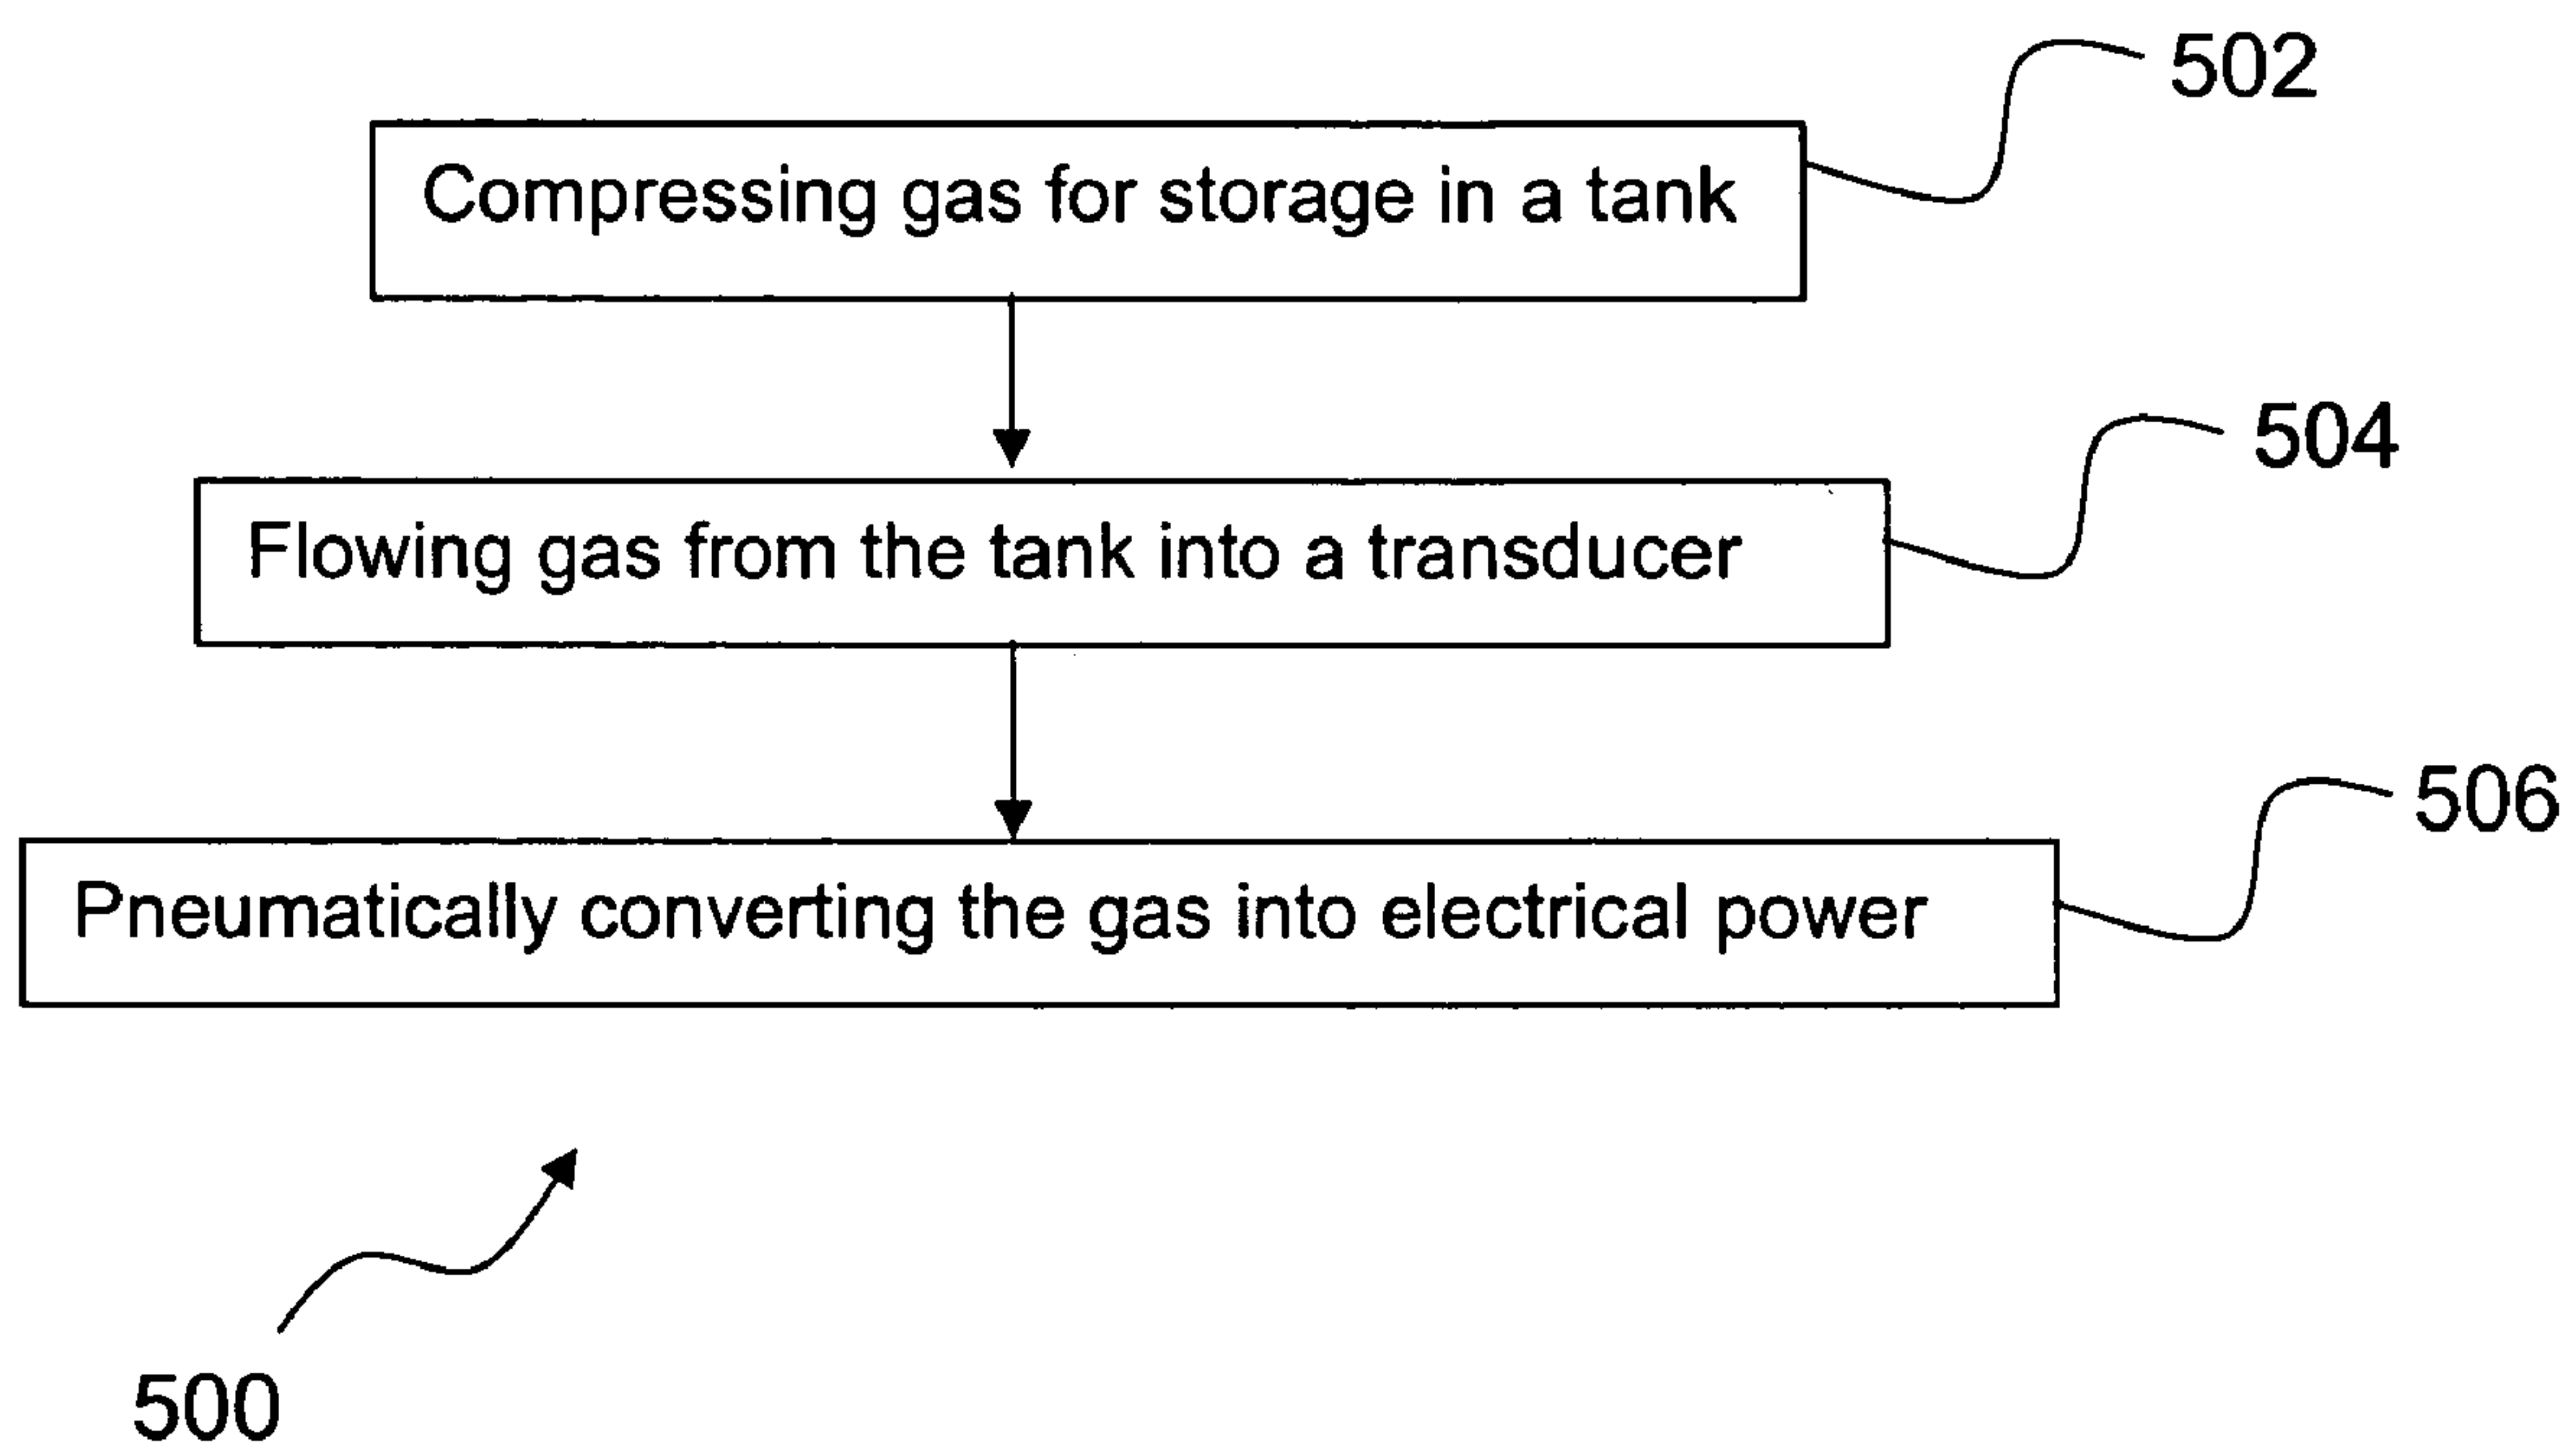 502
Compressing gas for storage in a tank
504
Flowing gas from the tank into a transducer
506
Pneumatically converting the gas into electrical power
500